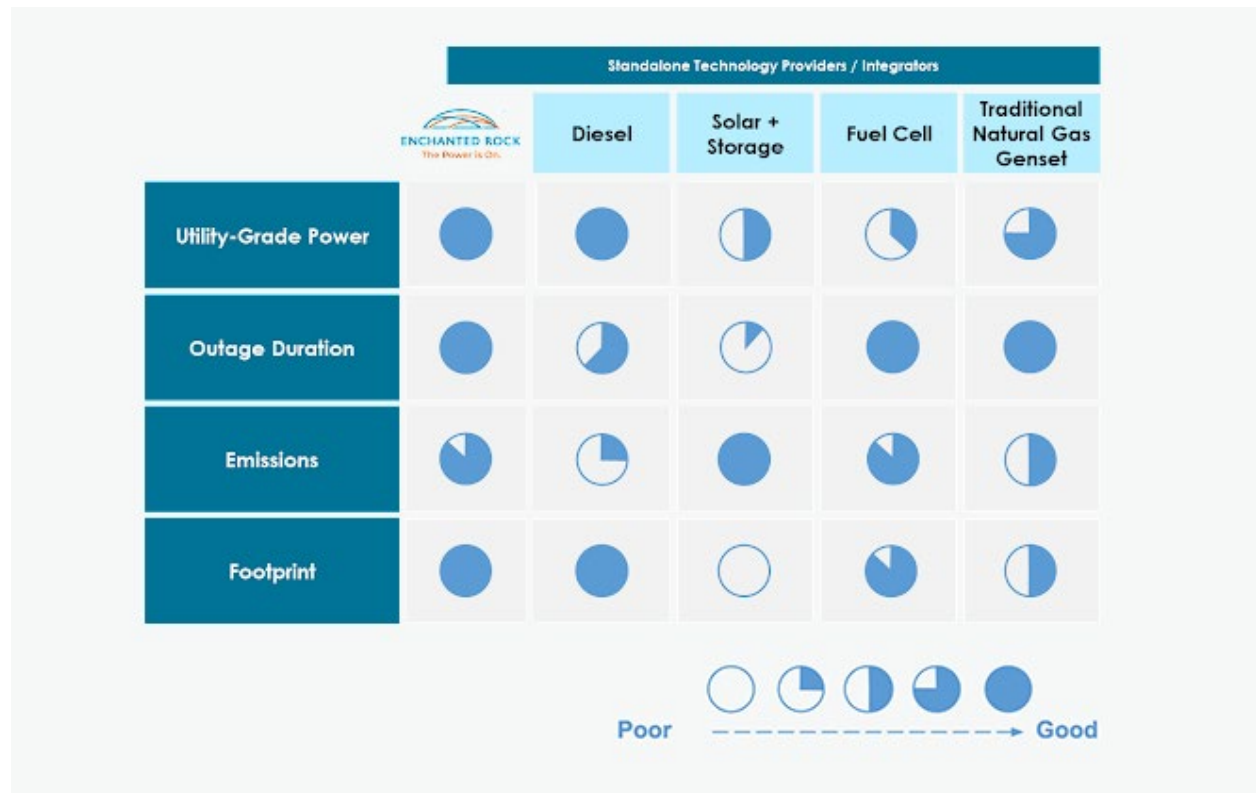 Standalone Technology Providers / Integrators
ENCHANTED ROCK
The Power is On.
Diesel
Solar +
Storage
Fuel Cell
Traditional
Natural Gas
Genset
Utility-Grade Power
Outage Duration
Emissions
Footprint
Poor
Good